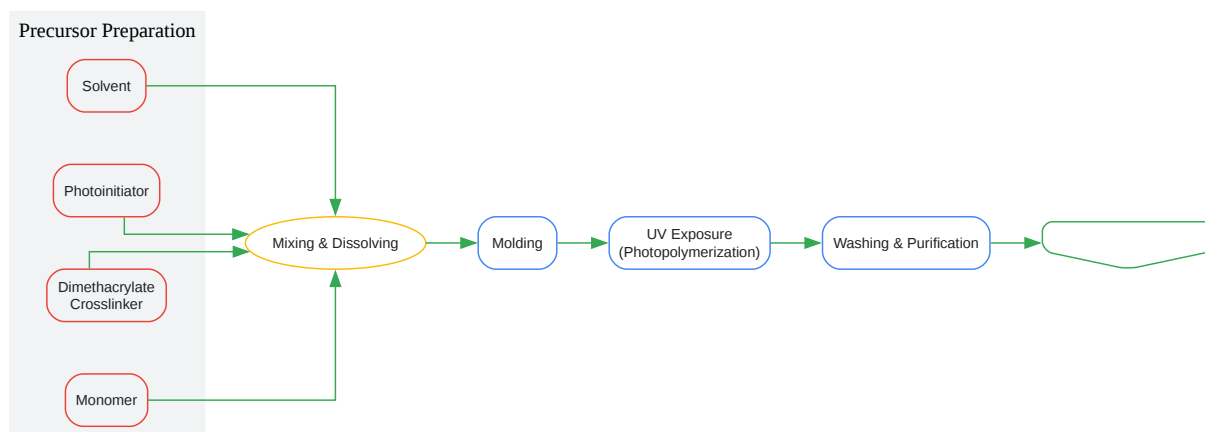 Precursor Preparation
Solvent
Photoinitiator
Dimethacrylate
Crosslinker
Monomer
Mixing & Dissolving
Molding
UV Exposure
(Photopolymerization)
Washing & Purification